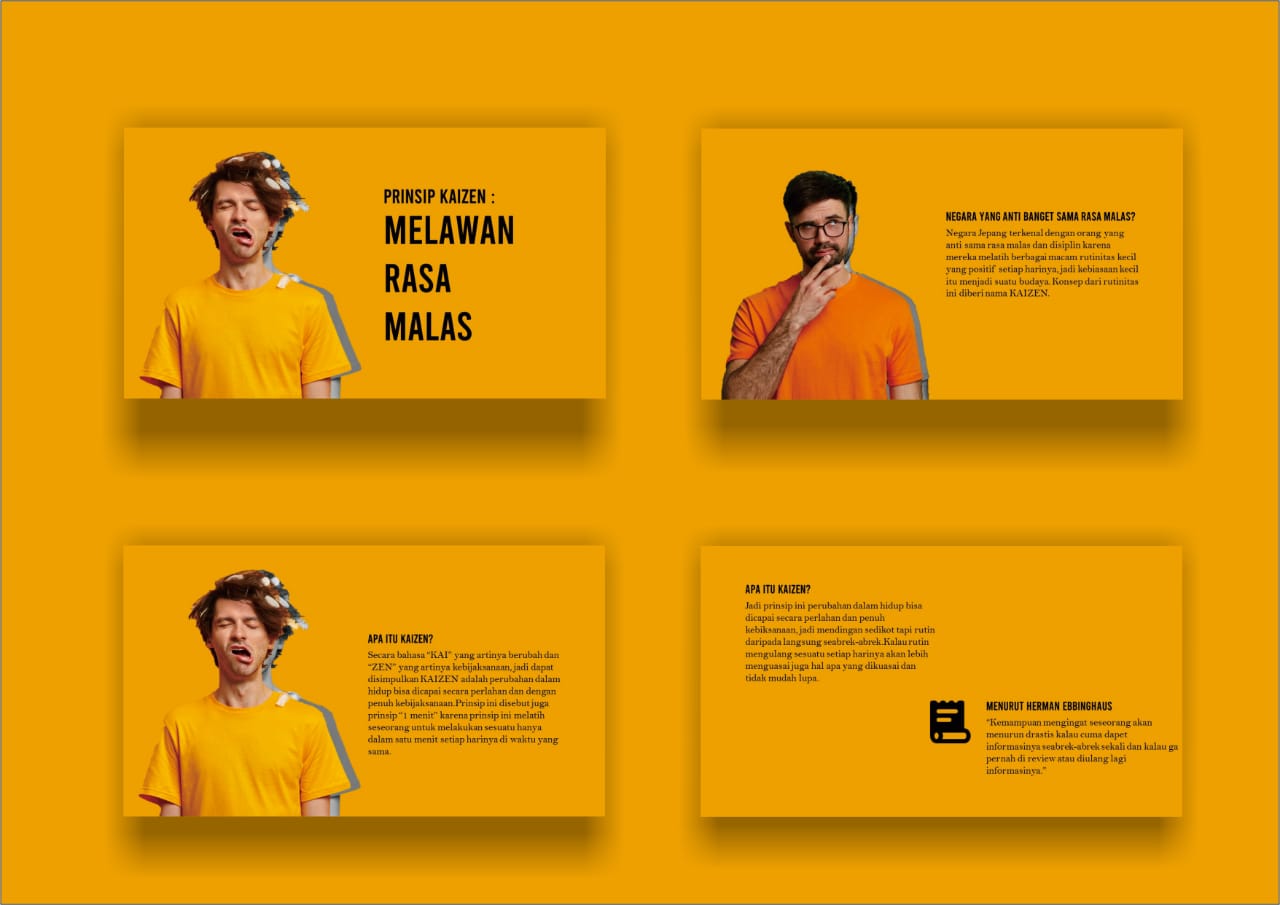 PRINSIP KAIZEN :
MELAWAN
RASA
MALAS
NEGARA YANG ANTI BANGET SAMA RASA MALAS?
Negara Jepang terkenal dengan orang yang
anti sama rasa malas dan disiplin karena
mereka melatih berbagai macam rutinitas kecil
yang positif setiap harinya, jadi kebiasaan kecil
itu menjadi suatu budaya. Konsep dari rutinitas
ini diberi nama KAIZEN.
APA ITU KAIZEN?
Secara bahasa “KAI” yang artinya berubah dan
“ZEN” yang artinya kebijaksanaan, jadi dapat
disimpulkan KAIZEN adalah perubahan dalam
hidup bisa dicapai secara perlahan dan dengan
penuh kebijaksanaan.Prinsip ini disebut juga
prinsip “1 menit” karena prinsip ini melatih
seseorang untuk melakukan sesuatu hanya
dalam satu menit setiap harinya di waktu yang
sama.
APA ITU KAIZEN?
Jadi prinsip ini perubahan dalam hidup bisa
dicapai secara perlahan dan penuh
kebiksanaan, jadi mendingan sedikot tapi rutin
daripada langsung seabrek-abrek.Kalau rutin
mengulang sesuatu setiap harinya akan lebih
menguasai juga hal apa yang dikuasai dan
tidak mudah lupa.
MENURUT HERMAN EBBINGHAUS
“Kemampuan mengingat seseorang akan
menurun drastis kalau cuma dapet
informasinya seabrek-abrek sekali dan kalau ga
pernah di review atau diulang lagi
informasinya.”